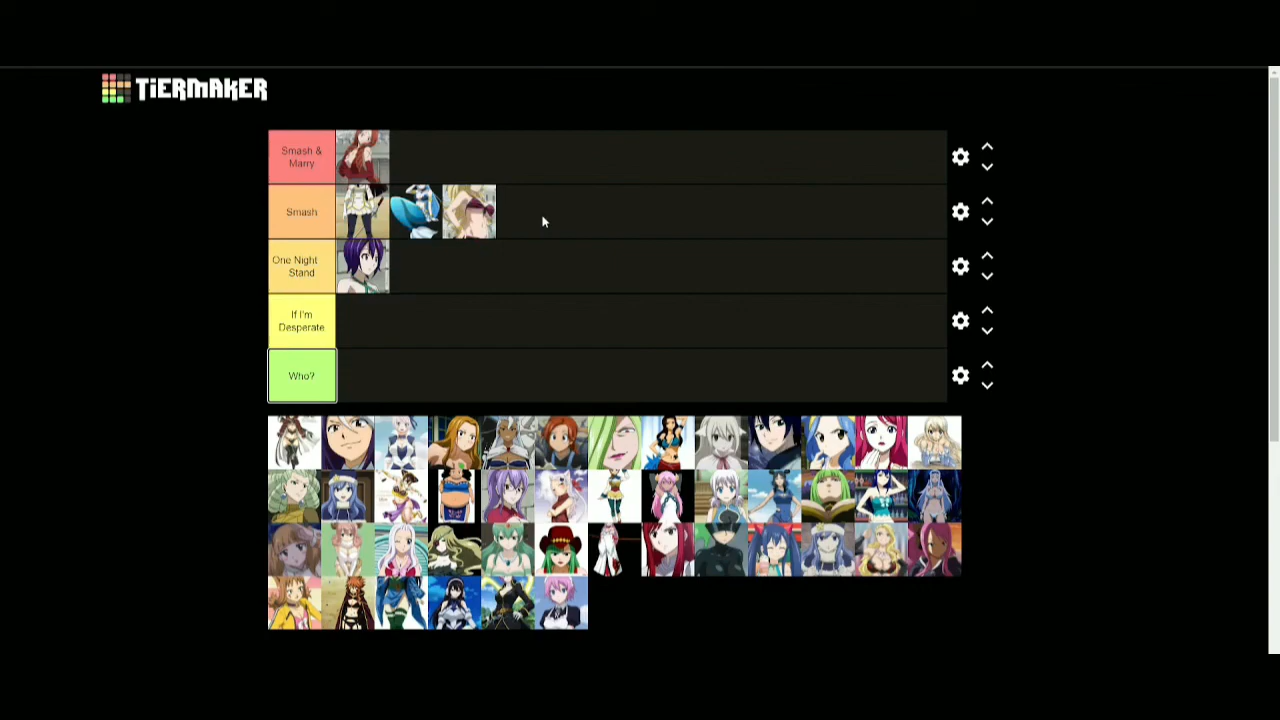 TiERMAKER
Smash &
Marry
Smash
One Night
Stand
If I'm
Desperate
Who?